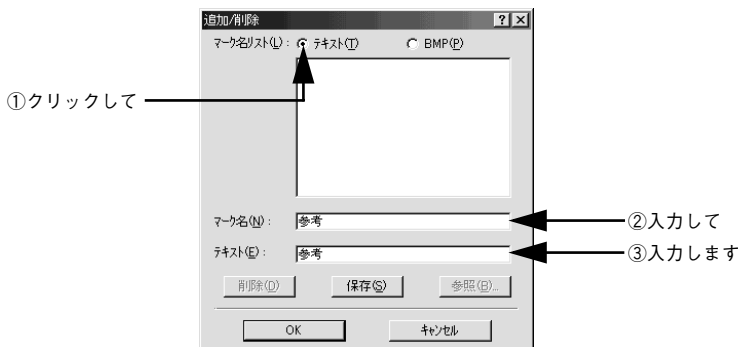 追加/削除
マーク名リスト(L): テキスト(T) BMP(P)
①クリックして
マーク名(N): 参考
②入力して
テキスト(E): 参考
③入力します
削除(D) 保存(S) 参照(B)...
OK キャンセル